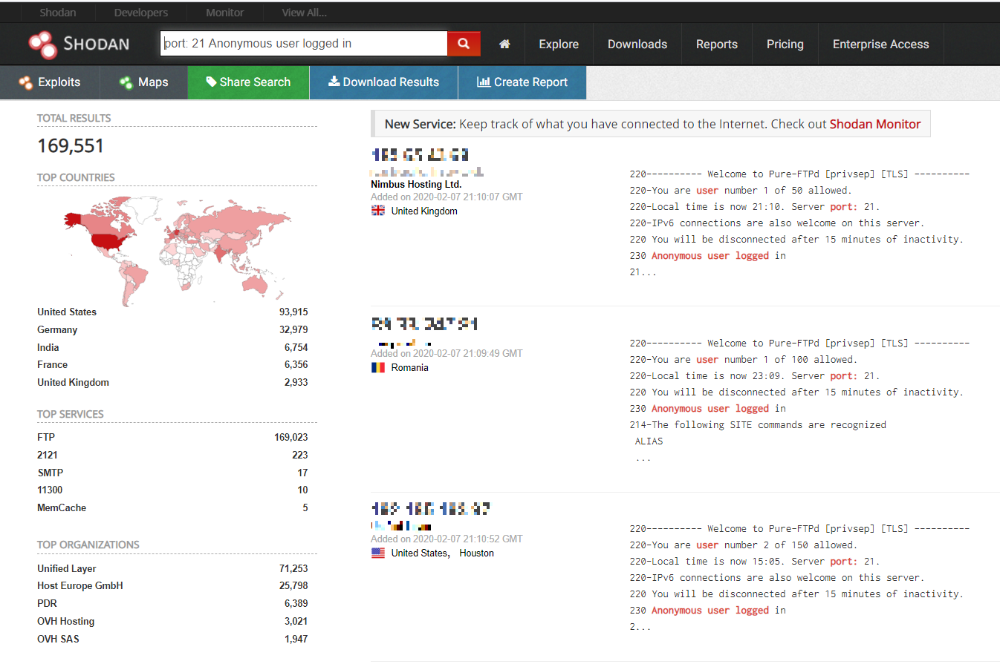 Shodan Developers Monitor View All...
SHODAN port: 21 Anonymous user logged in Explore Downloads Reports Pricing Enterprise Access
Exploits Maps Share Search Download Results Create Report
TOTAL RESULTS
169,551
TOP COUNTRIES
United States 93,915
Germany 32,979
India 6,754
France 6,356
United Kingdom 2,933
TOP SERVICES
FTP 169,023
2121 223
SMTP 17
11300 10
MemCache 5
TOP ORGANIZATIONS
Unified Layer 71,253
Host Europe GmbH 25,798
PDR 6,389
OVH Hosting 3,021
OVH SAS 1,947
New Service: Keep track of what you have connected to the Internet. Check out Shodan Monitor
Nimbus Hosting Ltd.
Added on 2020-02-07 21:10:07 GMT
United Kingdom
220---------- Welcome to Pure-FTPd [privsep] [TLS] ----------
220-You are user number 1 of 50 allowed.
220-Local time is now 21:10. Server port: 21.
220-IPv6 connections are also welcome on this server.
220 You will be disconnected after 15 minutes of inactivity.
230 Anonymous user logged in
21...
Added on 2020-02-07 21:09:49 GMT
Romania
220---------- Welcome to Pure-FTPd [privsep] [TLS] ----------
220-You are user number 1 of 100 allowed.
220-Local time is now 23:09. Server port: 21.
220 You will be disconnected after 15 minutes of inactivity.
230 Anonymous user logged in
214-The following SITE commands are recognized
ALIAS
...
Added on 2020-02-07 21:10:52 GMT
United States, Houston
220---------- Welcome to Pure-FTPd [privsep] [TLS] ----------
220-You are user number 2 of 150 allowed.
220-Local time is now 15:05. Server port: 21.
220-IPv6 connections are also welcome on this server.
220 You will be disconnected after 15 minutes of inactivity.
230 Anonymous user logged in
2...